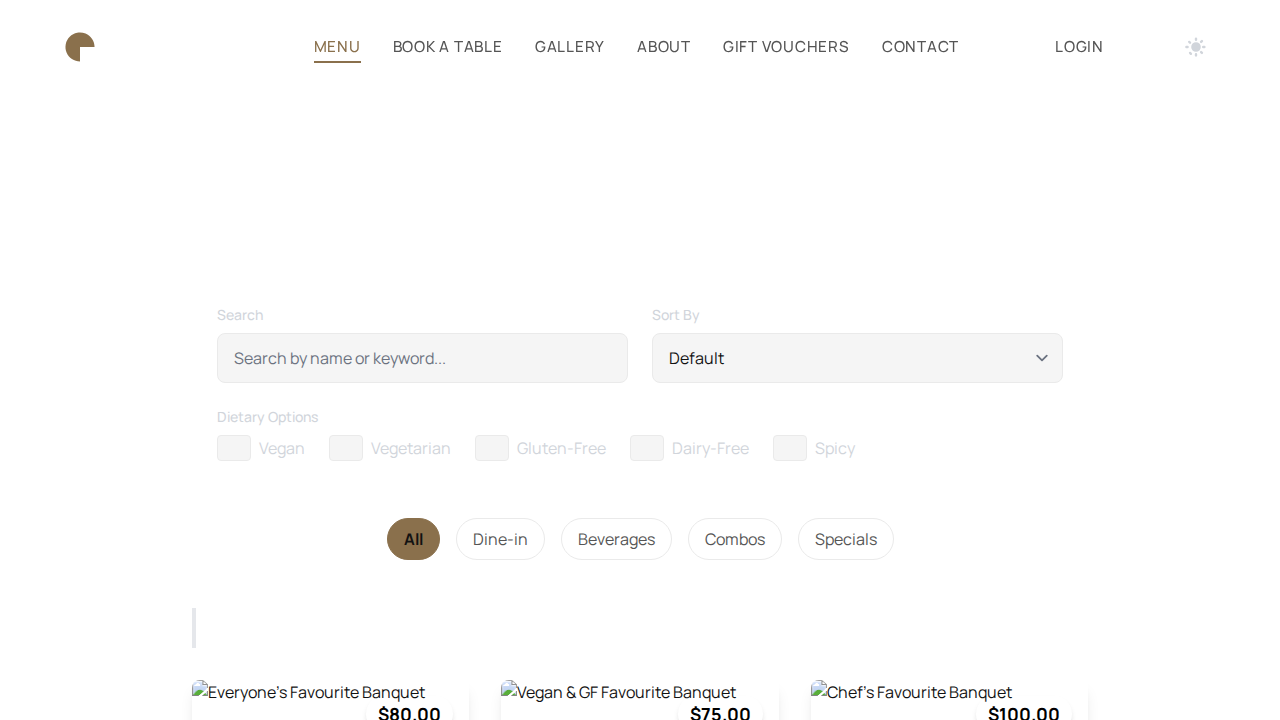 MENU BOOK A TABLE GALLERY ABOUT GIFT VOUCHERS CONTACT LOGIN
Search Sort By
Search by name or keyword... Default
Dietary Options
Vegan Vegetarian Gluten-Free Dairy-Free Spicy
All Dine-in Beverages Combos Specials
Everyone's Favourite Banquet Vegan & GF Favourite Banquet Chef's Favourite Banquet
$80.00 $75.00 $100.00